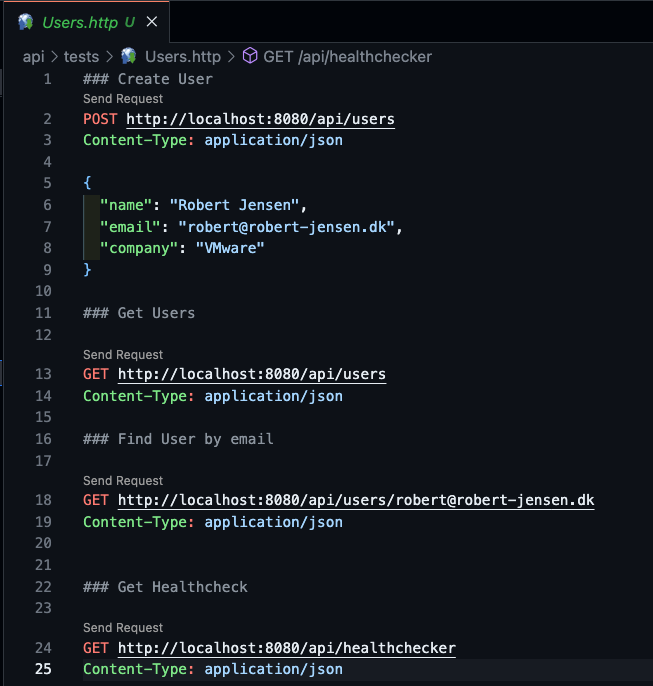 Users.http U
api > tests > Users.http > GET /api/healthchecker
1 ### Create User
Send Request
2 POST http://localhost:8080/api/users
3 Content-Type: application/json
4
5 {
6 "name": "Robert Jensen",
7 "email": "robert@robert-jensen.dk",
8 "company": "VMware"
9 }
10
11 ### Get Users
12
Send Request
13 GET http://localhost:8080/api/users
14 Content-Type: application/json
15
16 ### Find User by email
17
Send Request
18 GET http://localhost:8080/api/users/robert@robert-jensen.dk
19 Content-Type: application/json
20
21
22 ### Get Healthcheck
23
Send Request
24 GET http://localhost:8080/api/healthchecker
25 Content-Type: application/json